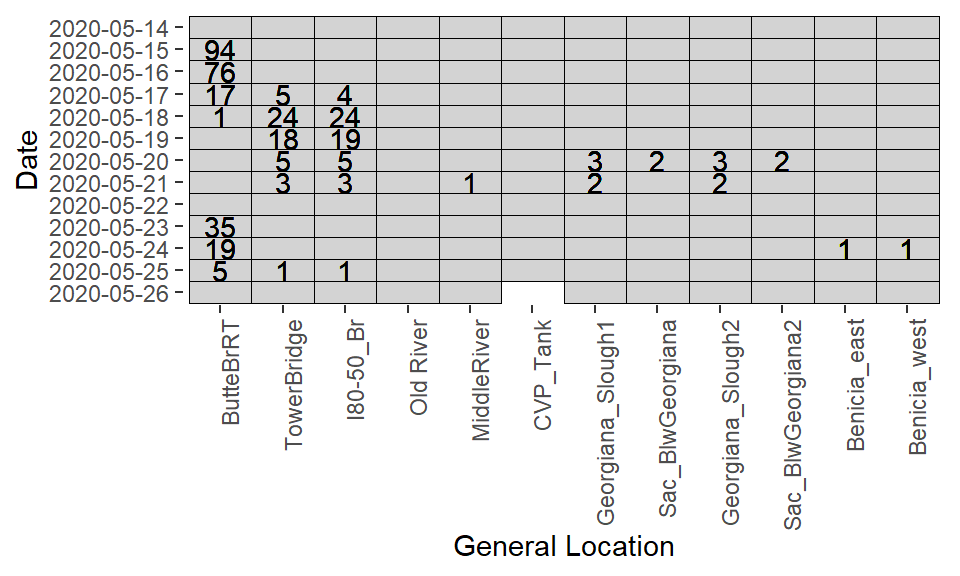 2020-05-14
2020-05-15 94
2020-05-16 76
2020-05-17 17 5 4
2020-05-18 1 24 24
2020-05-19 18 19
2020-05-20 5 5 3 2 3 2
2020-05-21 3 3 1 2 2
2020-05-22
2020-05-23 35
2020-05-24 19 1 1
2020-05-25 5 1 1
2020-05-26
Date
ButteBrRT
TowerBridge
I80-50_Br
Old River
MiddleRiver
CVP_Tank
Georgiana_Slough1
Sac_BlwGeorgiana
Georgiana_Slough2
Sac_BlwGeorgiana2
Benicia_east
Benicia_west
General Location